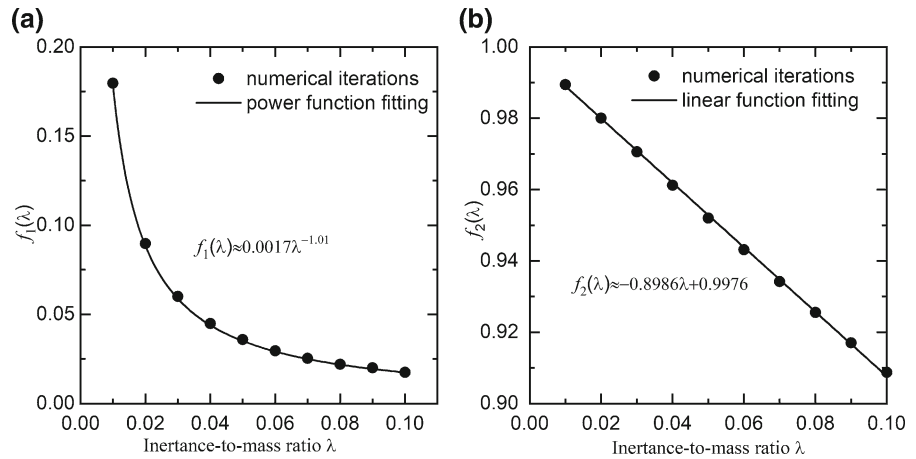 (a)
0.20
0.15
0.10
0.05
0.00
f₁(λ)
numerical iterations
power function fitting
f₁(λ)≈0.0017λ⁻¹·⁰¹
0.00 0.02 0.04 0.06 0.08 0.10
Inertance-to-mass ratio λ
(b)
1.00
0.98
0.96
0.94
0.92
0.90
f₂(λ)
numerical iterations
linear function fitting
f₂(λ)≈−0.8986λ+0.9976
0.00 0.02 0.04 0.06 0.08 0.10
Inertance-to-mass ratio λ